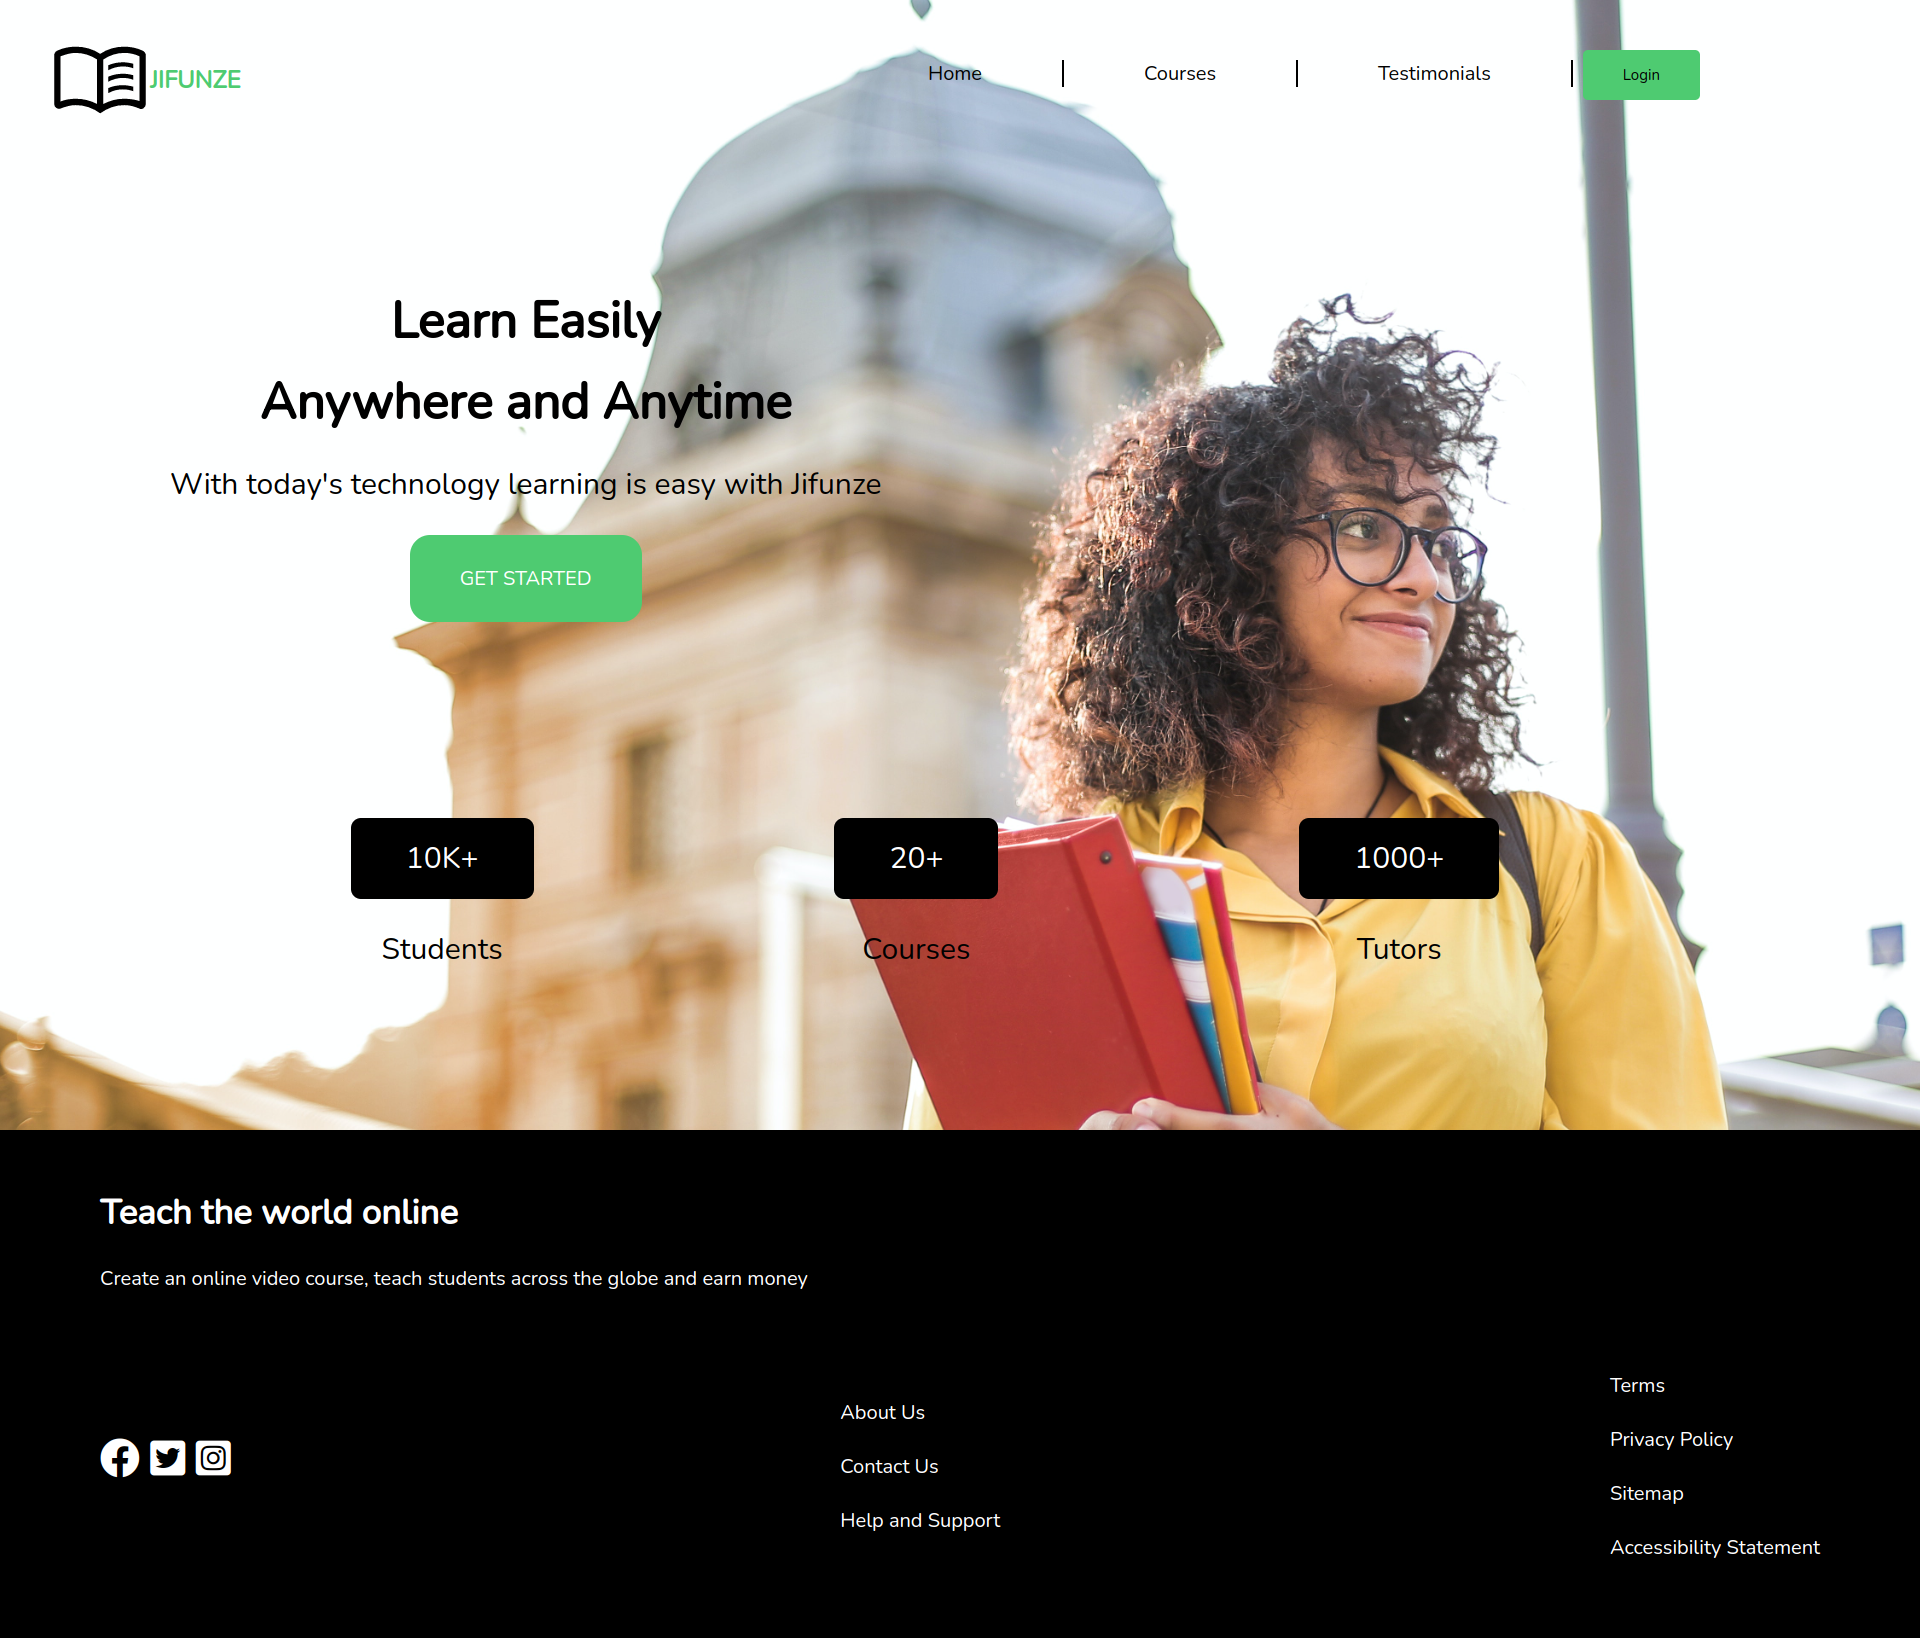 JIFUNZE
Home
Courses
Testimonials
Login
Learn Easily
Anywhere and Anytime
With today's technology learning is easy with Jifunze
GET STARTED
10K+
20+
1000+
Students
Courses
Tutors
Teach the world online
Create an online video course, teach students across the globe and earn money
About Us
Contact Us
Help and Support
Terms
Privacy Policy
Sitemap
Accessibility Statement